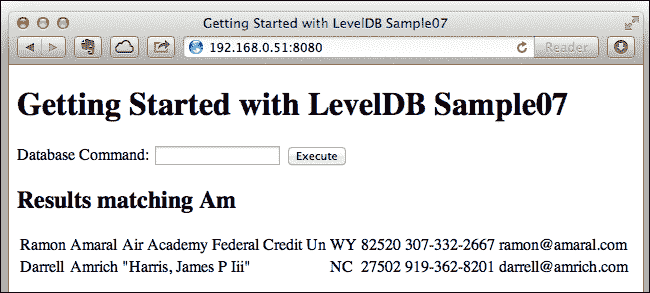 Getting Started with LevelDB Sample07
192.168.0.51:8080 Reader
Getting Started with LevelDB Sample07
Database Command: Execute
Results matching Am
Ramon Amaral Air Academy Federal Credit Un WY 82520 307-332-2667 ramon@amaral.com
Darrell Amrich "Harris, James P Iii" NC 27502 919-362-8201 darrell@amrich.com